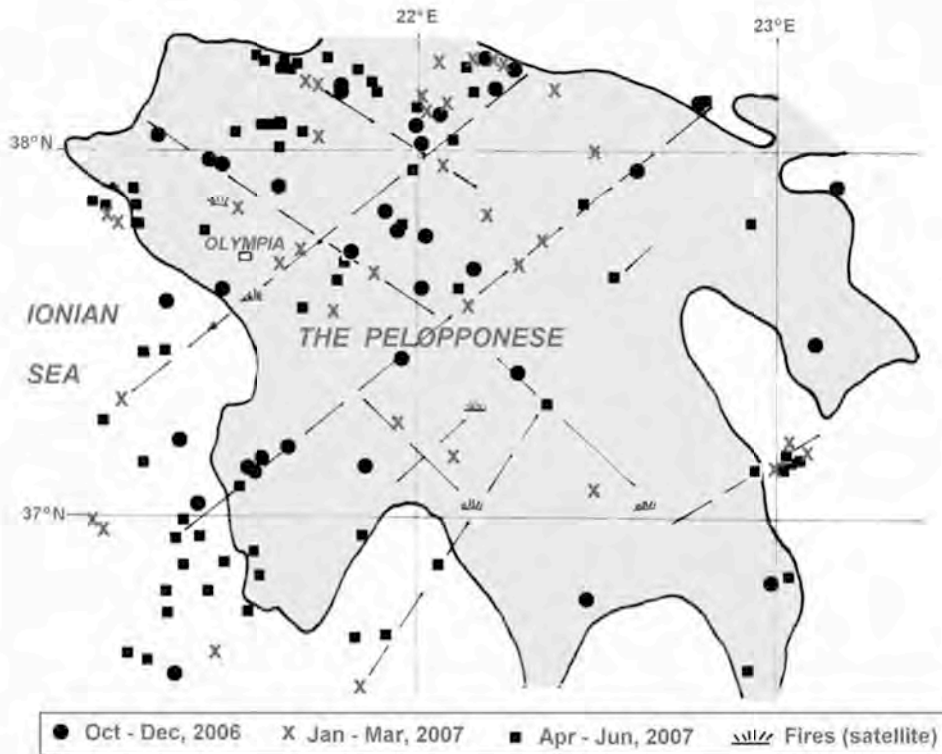 22°E
23°E
38°N
OLYMPIA
IONIAN
SEA
THE PELOPPONESE
37°N
Oct - Dec, 2006 X Jan - Mar, 2007 Apr - Jun, 2007 Fires (satellite)